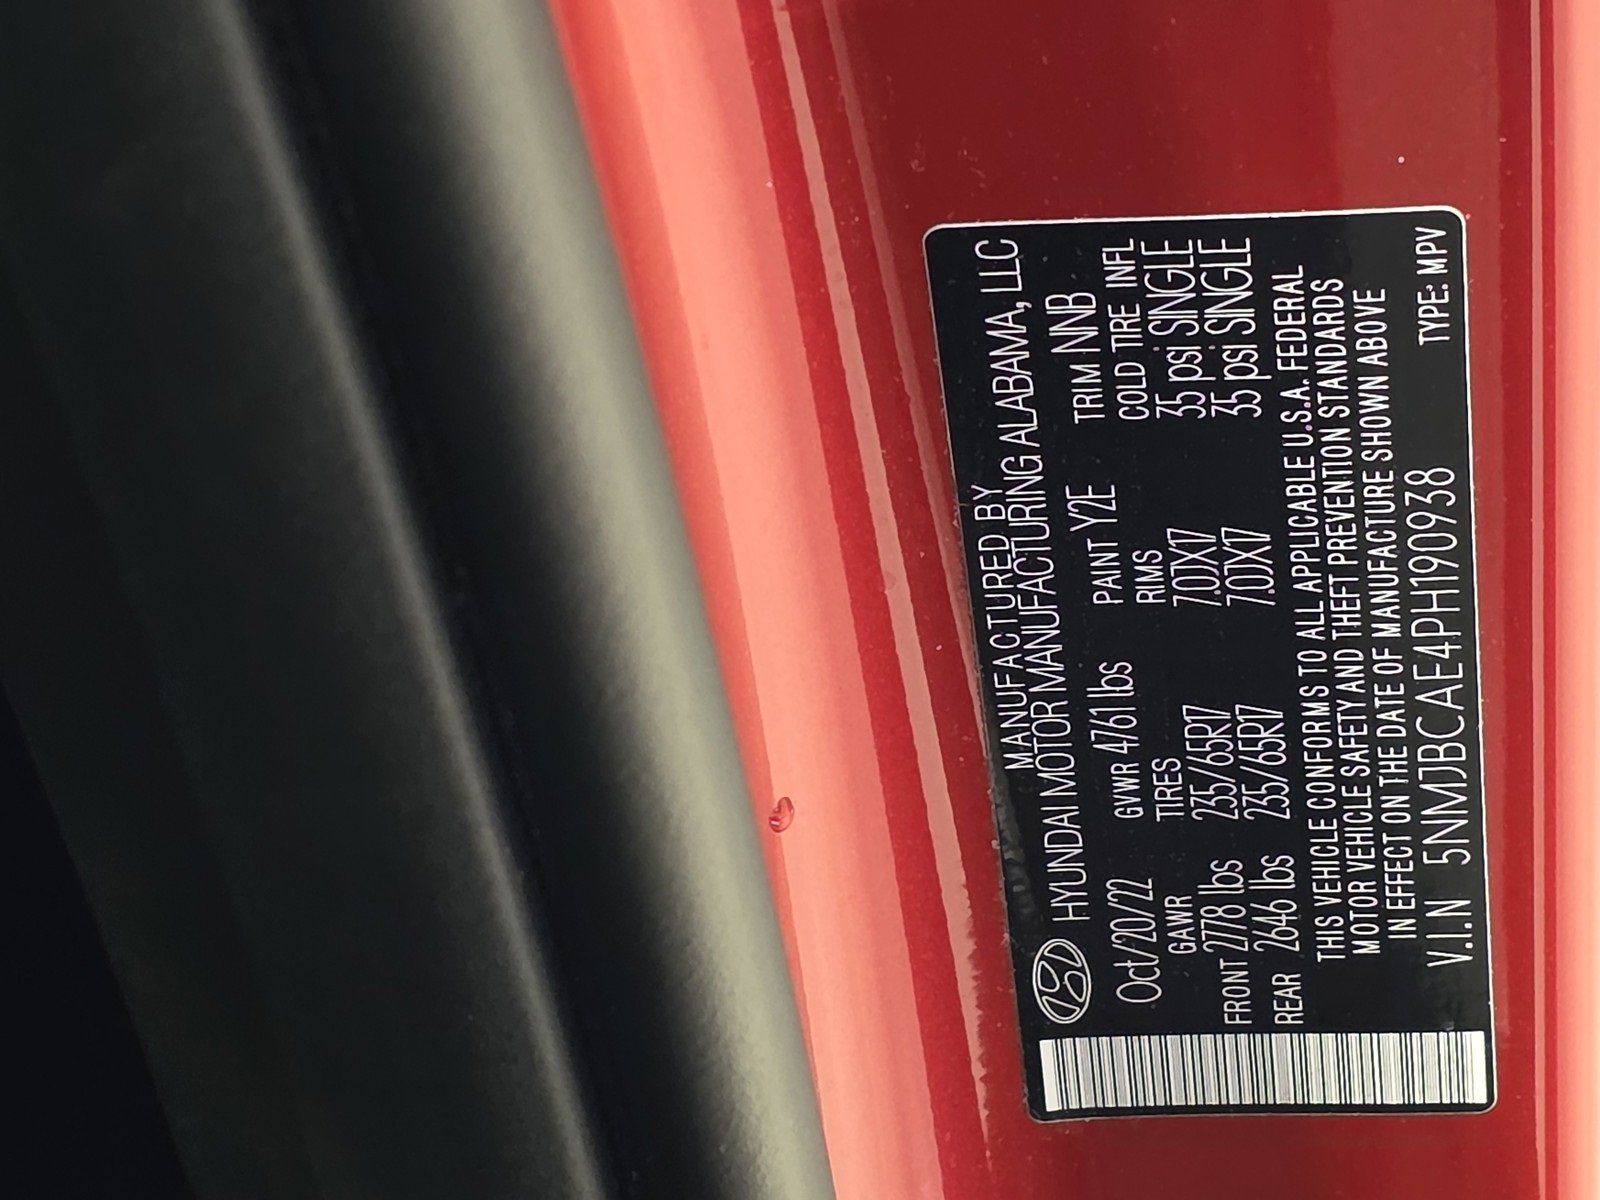 MANUFACTURED BY
HYUNDAI MOTOR MANUFACTURING ALABAMA, LLC
Oct/20/22 GVWR 4761 lbs PAINT Y2E TRIM NNB
GAWR TIRES RIMS COLD TIRE INFL
FRONT 2778 lbs 235/65R17 7.0JX17 35 psi SINGLE
REAR 2646 lbs 235/65R17 7.0JX17 35 psi SINGLE
THIS VEHICLE CONFORMS TO ALL APPLICABLE U.S.A. FEDERAL
MOTOR VEHICLE SAFETY AND THEFT PREVENTION STANDARDS
IN EFFECT ON THE DATE OF MANUFACTURE SHOWN ABOVE
V.I.N 5NMJBCAE4PH190938 TYPE: MPV